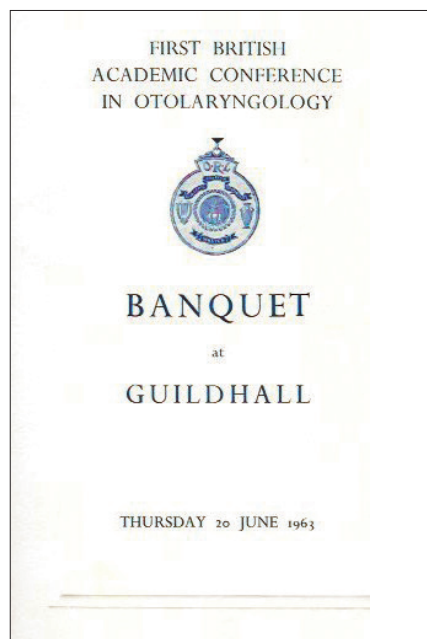 FIRST BRITISH
ACADEMIC CONFERENCE
IN OTOLARYNGOLOGY
O·R·L
BANQUET
at
GUILDHALL
THURSDAY 20 JUNE 1963